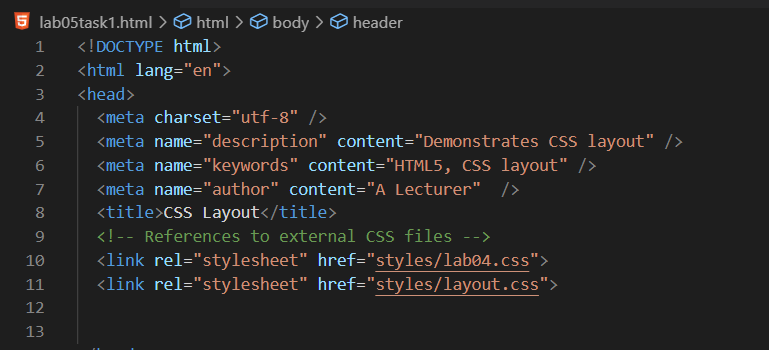 lab05task1.html > html > body > header
1 <!DOCTYPE html>
2 <html lang="en">
3 <head>
4 <meta charset="utf-8" />
5 <meta name="description" content="Demonstrates CSS layout" />
6 <meta name="keywords" content="HTML5, CSS layout" />
7 <meta name="author" content="A Lecturer"  />
8 <title>CSS Layout</title>
9 <!-- References to external CSS files -->
10 <link rel="stylesheet" href="styles/lab04.css">
11 <link rel="stylesheet" href="styles/layout.css">
12
13